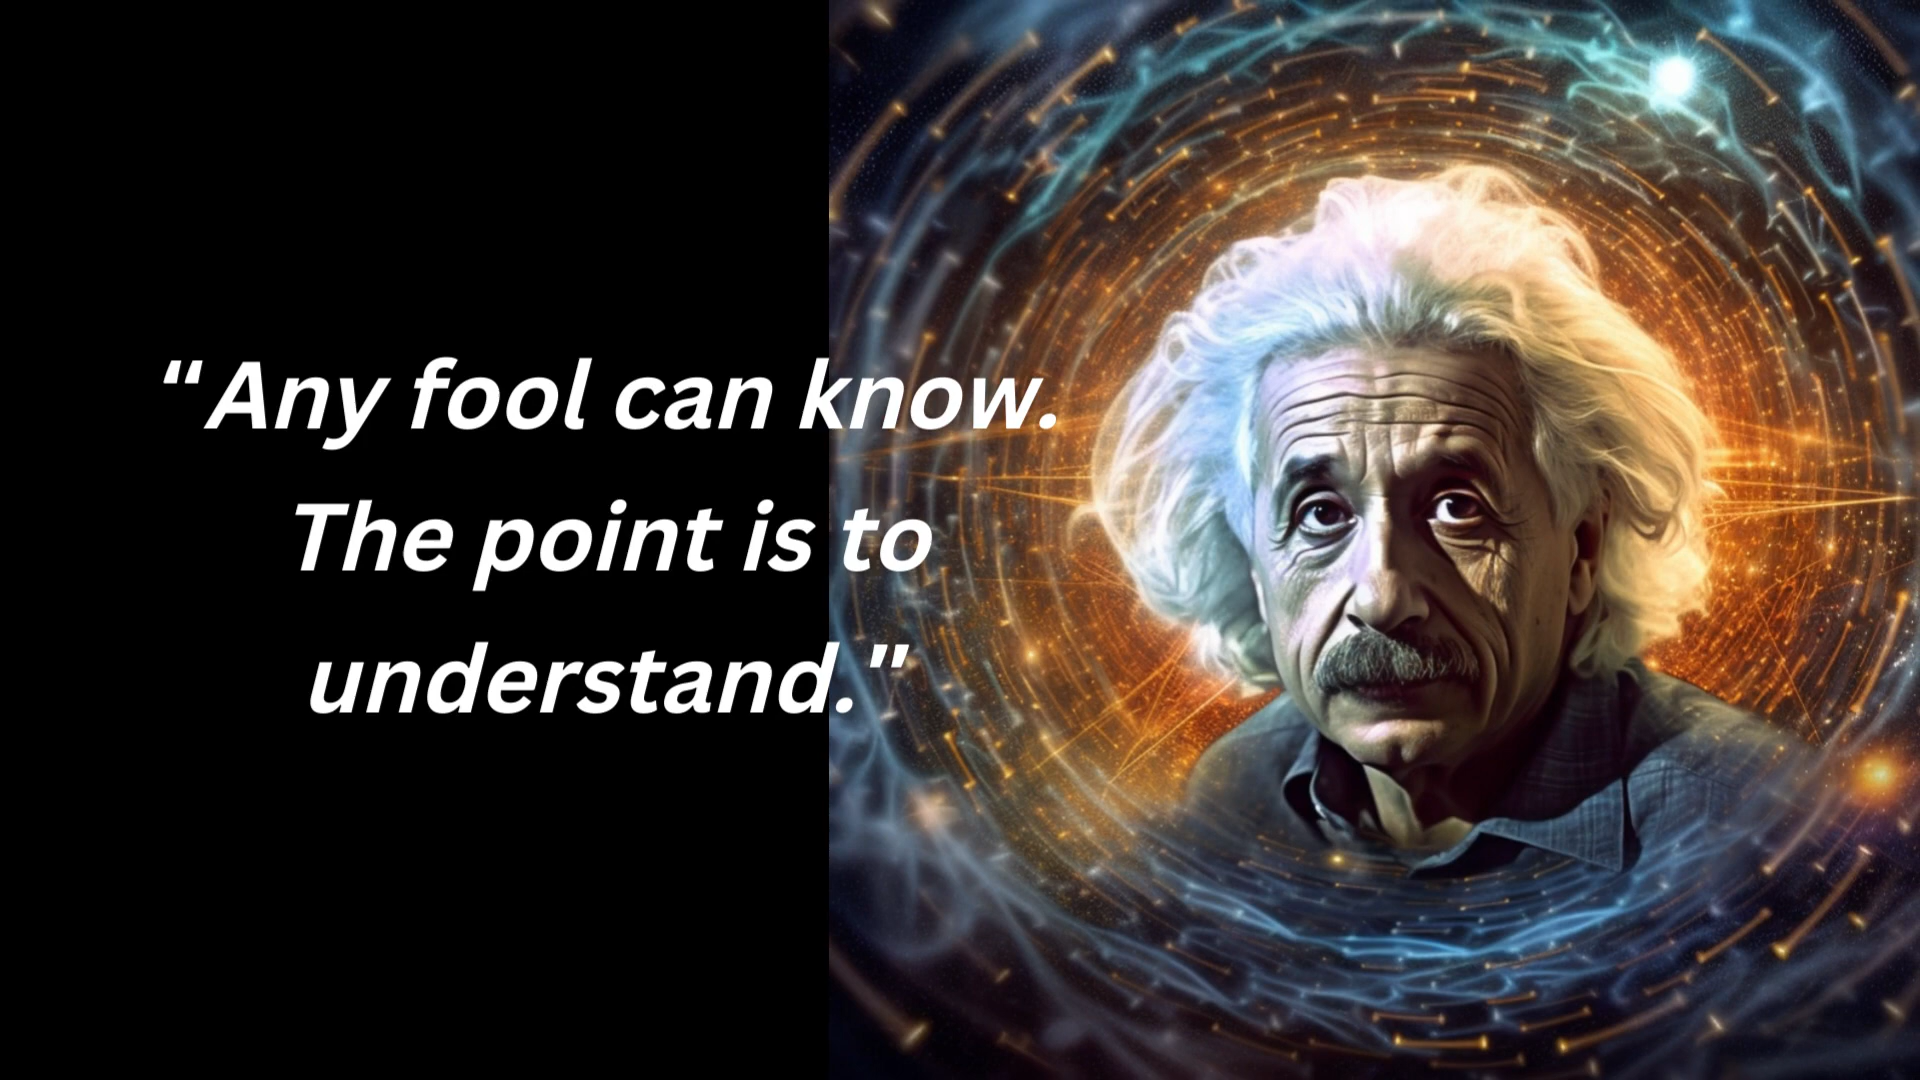 “Any fool can know.
The point is to
understand."